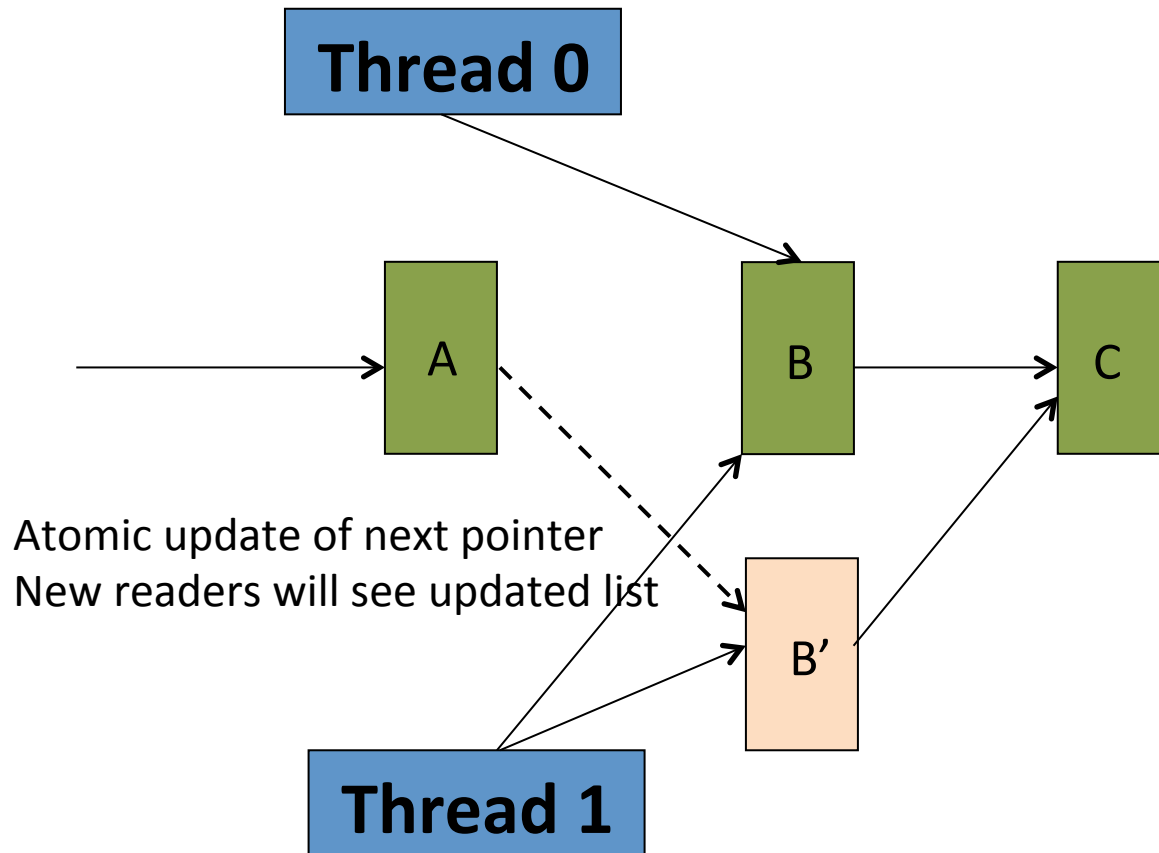 Thread 0
A
B
C
Atomic update of next pointer
New readers will see updated list
B’
Thread 1